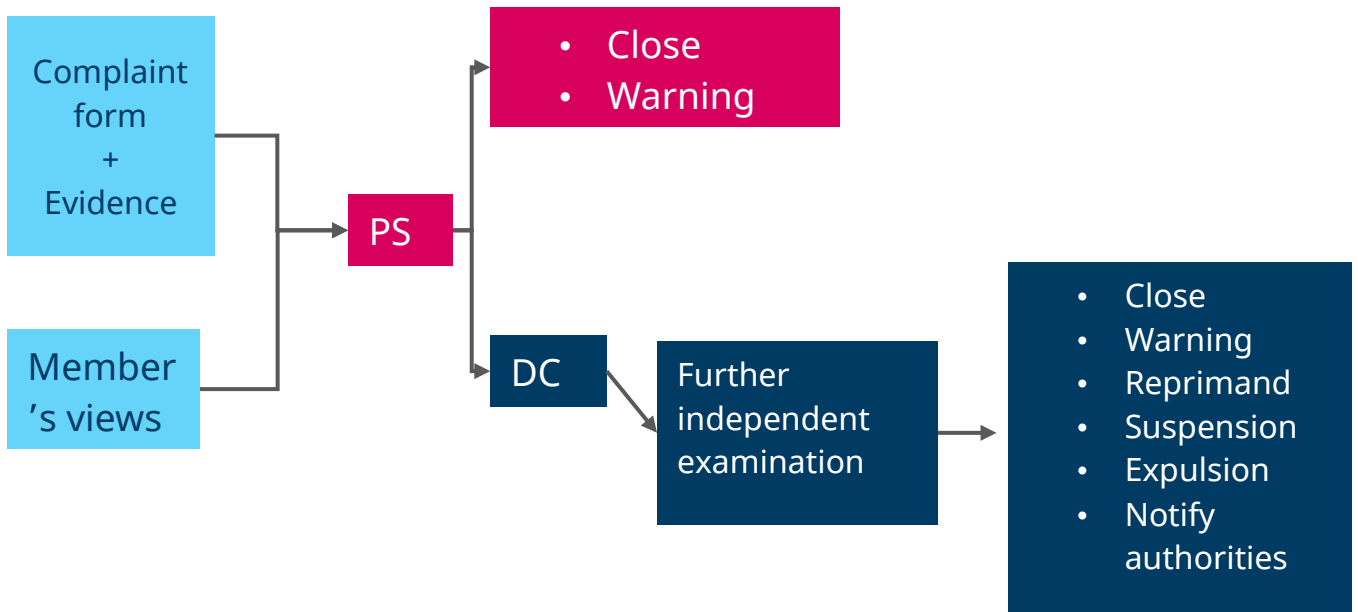 Complaint
form
+
Evidence
Member
’s views
PS
• Close
• Warning
DC
Further
independent
examination
• Close
• Warning
• Reprimand
• Suspension
• Expulsion
• Notify
authorities